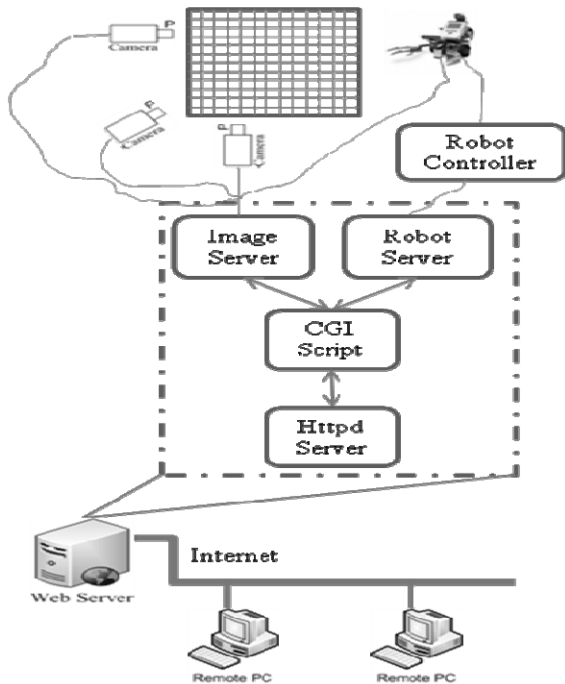 Camera
Camera
Camera
Robot
Controller
Image
Server
Robot
Server
CGI
Script
Httpd
Server
Internet
Web Server
Remote PC
Remote PC